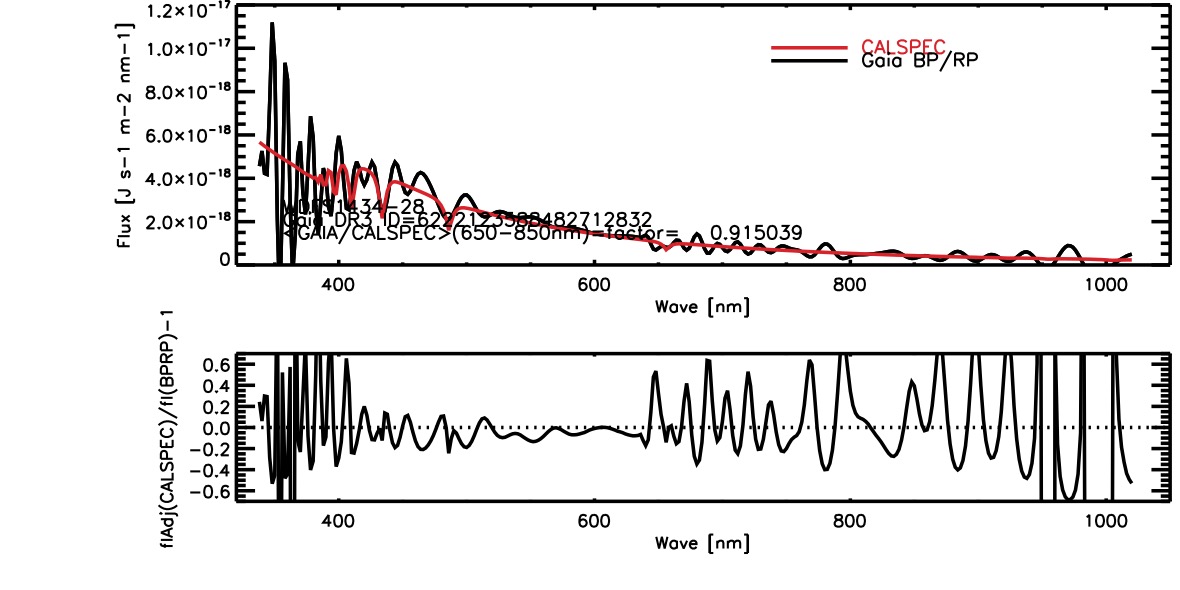 1.2×10⁻¹⁷
1.0×10⁻¹⁷
8.0×10⁻¹⁸
6.0×10⁻¹⁸
4.0×10⁻¹⁸
2.0×10⁻¹⁸
0
Flux [J s-1 m-2 nm-1]
CALSPEC
Gaia BP/RP
WDFS1434-28
Gaia DR3
<GAIA/CALSPEC>(650-850nm)=factor= 0.915039
400 600 800 1000
Wave [nm]
0.6
0.4
0.2
0.0
-0.2
-0.4
-0.6
flAdj(CALSPEC)/fl(BPRP)-1
400 600 800 1000
Wave [nm]